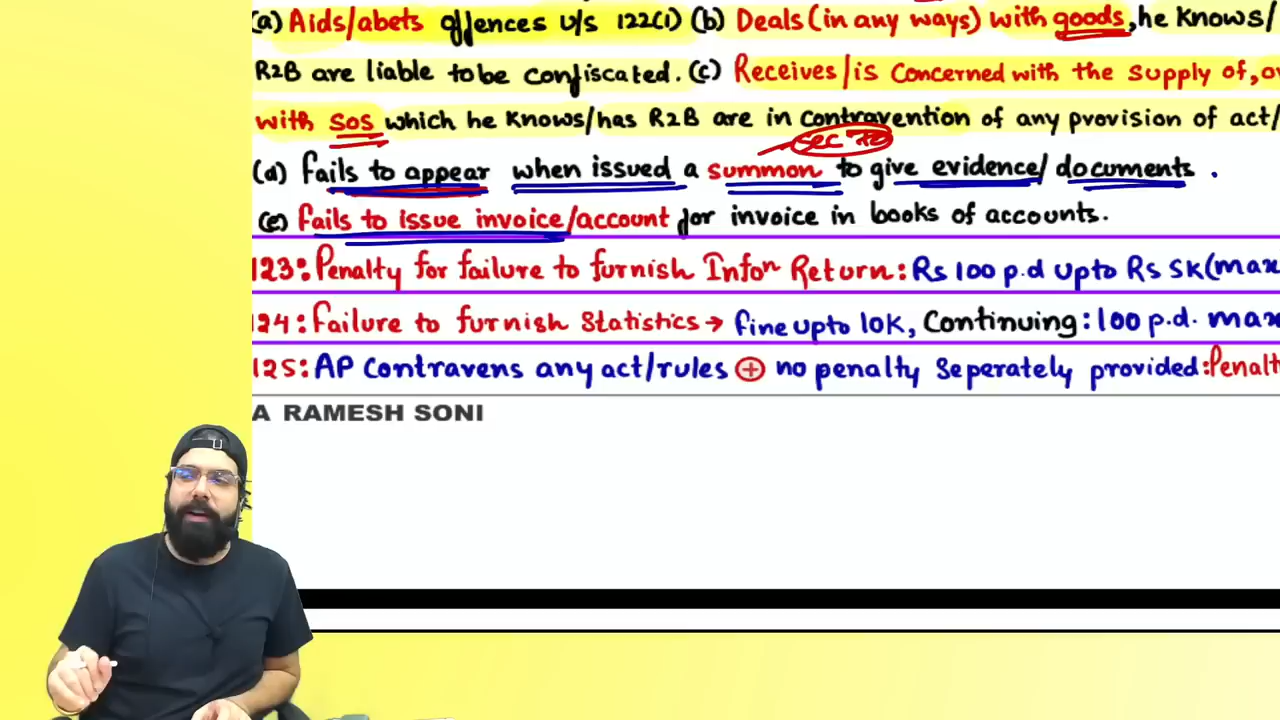 (a) Aids/abets offences u/s 122(1) (b) Deals (in any ways) with goods, he knows/
R2B are liable to be confiscated. (c) Receives/is concerned with the supply of, o
with SOS which he knows/has R2B are in contravention of any provision of act/
sec 70
(d) Fails to appear when issued a summon to give evidence/documents.
(e) Fails to issue invoice/account for invoice in books of accounts.
123: Penalty for failure to furnish Infoⁿ Return: Rs 100 p.d upto Rs 5K (max
124: Failure to furnish Statistics → fine upto 10K, Continuing: 100 p.d. max
125: AP Contravens any act/rules ⊕ no penalty Seperately provided: Penalt
A RAMESH SONI